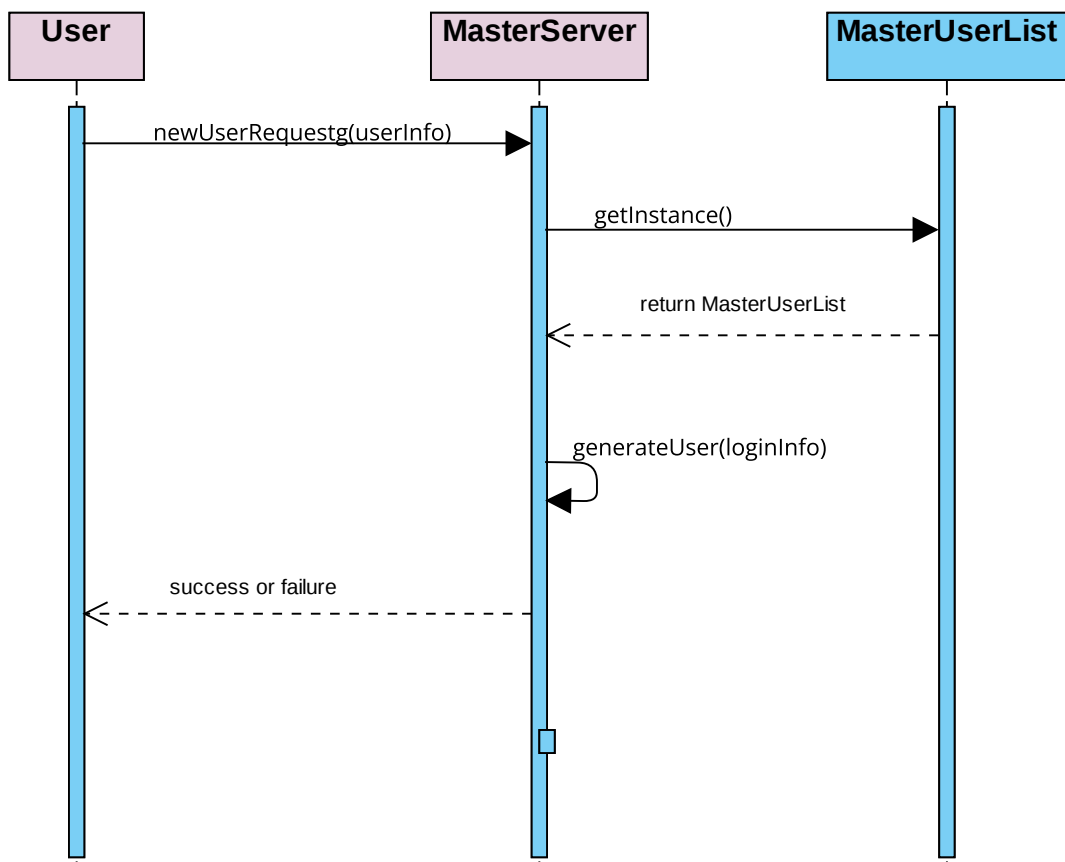 User
MasterServer
MasterUserList
newUserRequestg(userInfo)
getInstance()
return MasterUserList
generateUser(loginInfo)
success or failure